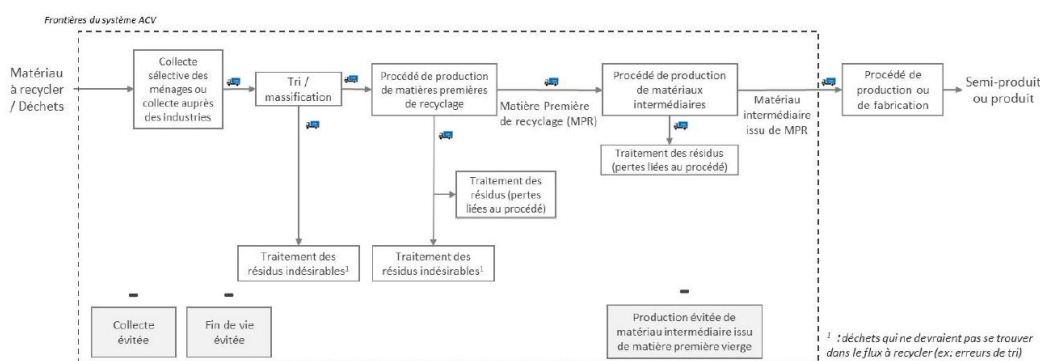 Frontières du système ACV
Matériau
à recycler
/ Déchets
Collecte
sélective des
ménages ou
collecte auprès
des industries
Tri /
massification
Procédé de production
de matières premières
de recyclage
Matière Première
de recyclage (MPR)
Procédé de production
de matériaux
intermédiaires
Matériau
intermédiaire
issu de MPR
Procédé de
production ou
de fabrication
Semi-produit
ou produit
Traitement des résidus
(pertes liées au procédé)
Traitement des
résidus (pertes
liées au procédé)
Traitement des
résidus indésirables¹
Traitement des
résidus indésirables¹
Collecte
évitée
Fin de vie
évitée
Production évitée de
matériau intermédiaire issu
de matière première vierge
¹ : déchets qui ne devraient pas se trouver
dans le flux à recycler (ex: erreurs de tri)